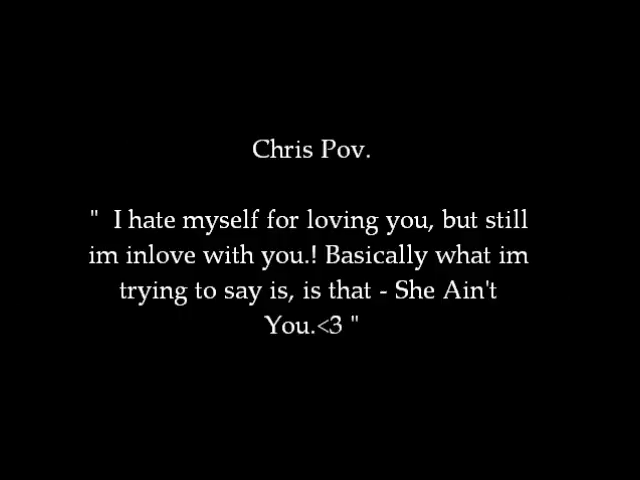 Chris Pov.
"  I hate myself for loving you, but still
im inlove with you.! Basically what im
trying to say is, is that - She Ain't
You.<3 "